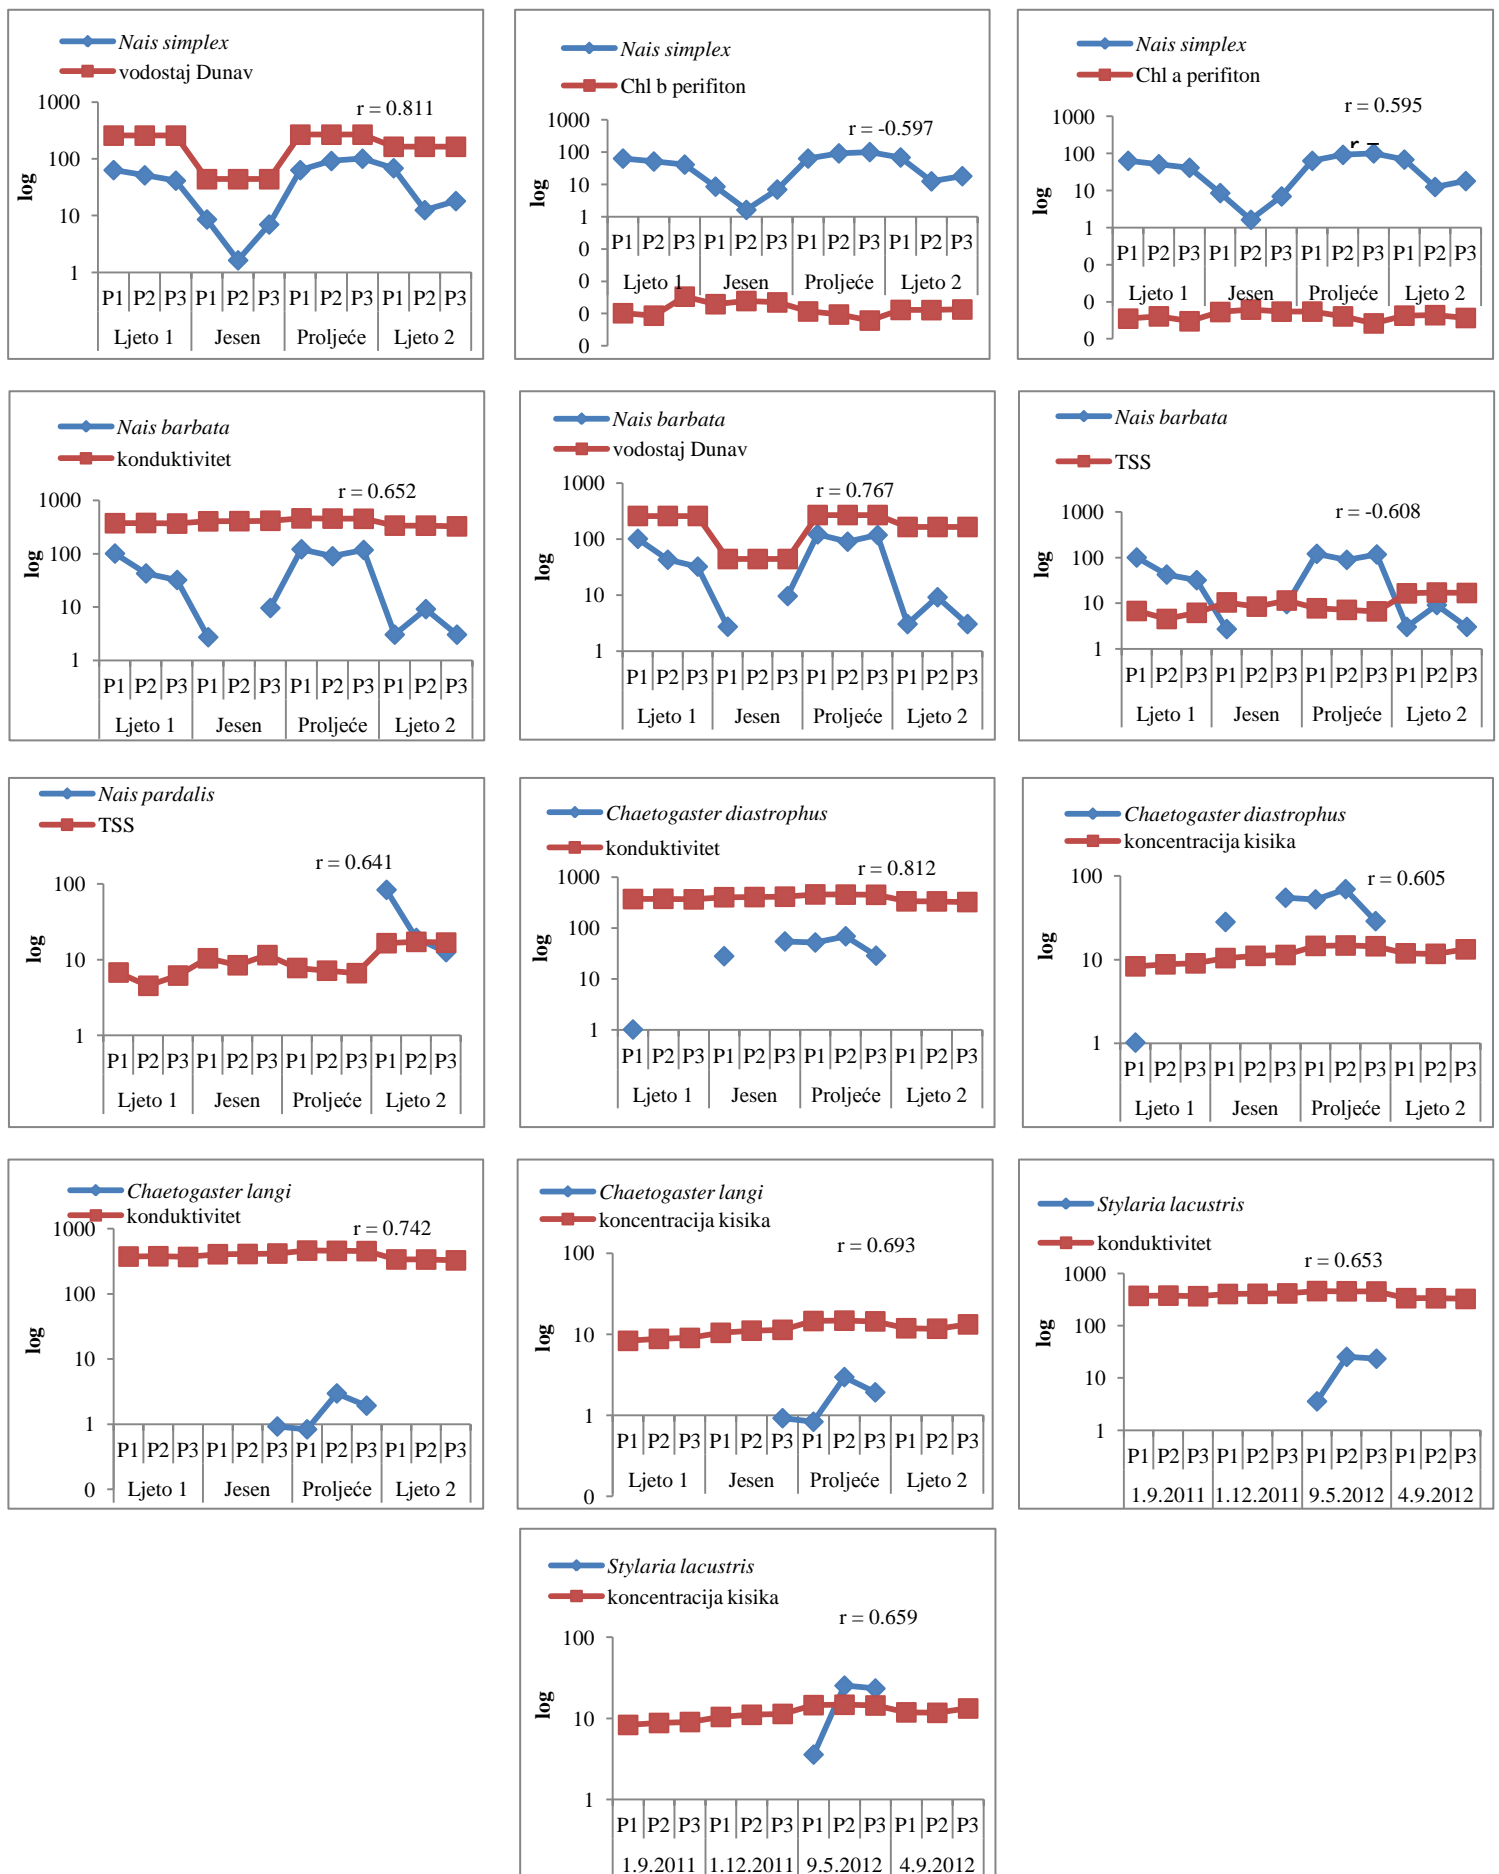 Nais simplex
vodostaj Dunav
r = 0.811
1000
100
10
1
log
P1 P2 P3 P1 P2 P3 P1 P2 P3 P1 P2 P3
Ljeto 1 Jesen Proljeće Ljeto 2
Nais simplex
Chl b perifiton
r = -0.597
1000
100
10
1
0
0
0
0
log
P1 P2 P3 P1 P2 P3 P1 P2 P3 P1 P2 P3
Ljeto 1 Jesen Proljeće Ljeto 2
Nais simplex
Chl a perifiton
r = 0.595
r =
1000
100
10
1
0
0
0
log
P1 P2 P3 P1 P2 P3 P1 P2 P3 P1 P2 P3
Ljeto 1 Jesen Proljeće Ljeto 2
Nais barbata
konduktivitet
r = 0.652
1000
100
10
1
log
P1 P2 P3 P1 P2 P3 P1 P2 P3 P1 P2 P3
Ljeto 1 Jesen Proljeće Ljeto 2
Nais barbata
vodostaj Dunav
r = 0.767
1000
100
10
1
log
P1 P2 P3 P1 P2 P3 P1 P2 P3 P1 P2 P3
Ljeto 1 Jesen Proljeće Ljeto 2
Nais barbata
TSS
r = -0.608
1000
100
10
1
log
P1 P2 P3 P1 P2 P3 P1 P2 P3 P1 P2 P3
Ljeto 1 Jesen Proljeće Ljeto 2
Nais pardalis
TSS
r = 0.641
100
10
1
log
P1 P2 P3 P1 P2 P3 P1 P2 P3 P1 P2 P3
Ljeto 1 Jesen Proljeće Ljeto 2
Chaetogaster diastrophus
konduktivitet
r = 0.812
1000
100
10
1
log
P1 P2 P3 P1 P2 P3 P1 P2 P3 P1 P2 P3
Ljeto 1 Jesen Proljeće Ljeto 2
Chaetogaster diastrophus
koncentracija kisika
r = 0.605
100
10
1
log
P1 P2 P3 P1 P2 P3 P1 P2 P3 P1 P2 P3
Ljeto 1 Jesen Proljeće Ljeto 2
Chaetogaster langi
konduktivitet
r = 0.742
1000
100
10
1
0
log
P1 P2 P3 P1 P2 P3 P1 P2 P3 P1 P2 P3
Ljeto 1 Jesen Proljeće Ljeto 2
Chaetogaster langi
koncentracija kisika
r = 0.693
100
10
1
0
log
P1 P2 P3 P1 P2 P3 P1 P2 P3 P1 P2 P3
Ljeto 1 Jesen Proljeće Ljeto 2
Stylaria lacustris
konduktivitet
r = 0.653
1000
100
10
1
log
P1 P2 P3 P1 P2 P3 P1 P2 P3 P1 P2 P3
1.9.2011 1.12.2011 9.5.2012 4.9.2012
Stylaria lacustris
koncentracija kisika
r = 0.659
100
10
1
log
P1 P2 P3 P1 P2 P3 P1 P2 P3 P1 P2 P3
1.9.2011 1.12.2011 9.5.2012 4.9.2012